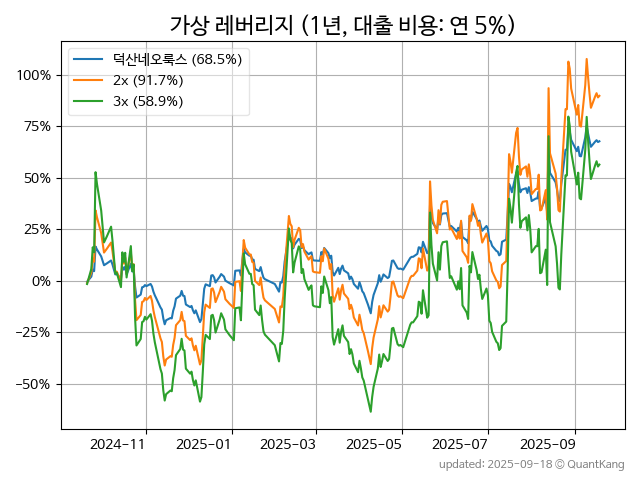 가상 레버리지 (1년, 대출 비용: 연 5%)
덕산네오룩스 (68.5%)
2x (91.7%)
3x (58.9%)
100%
75%
50%
25%
0%
−25%
−50%
2024-11
2025-01
2025-03
2025-05
2025-07
2025-09
updated: 2025-09-18 © QuantKang